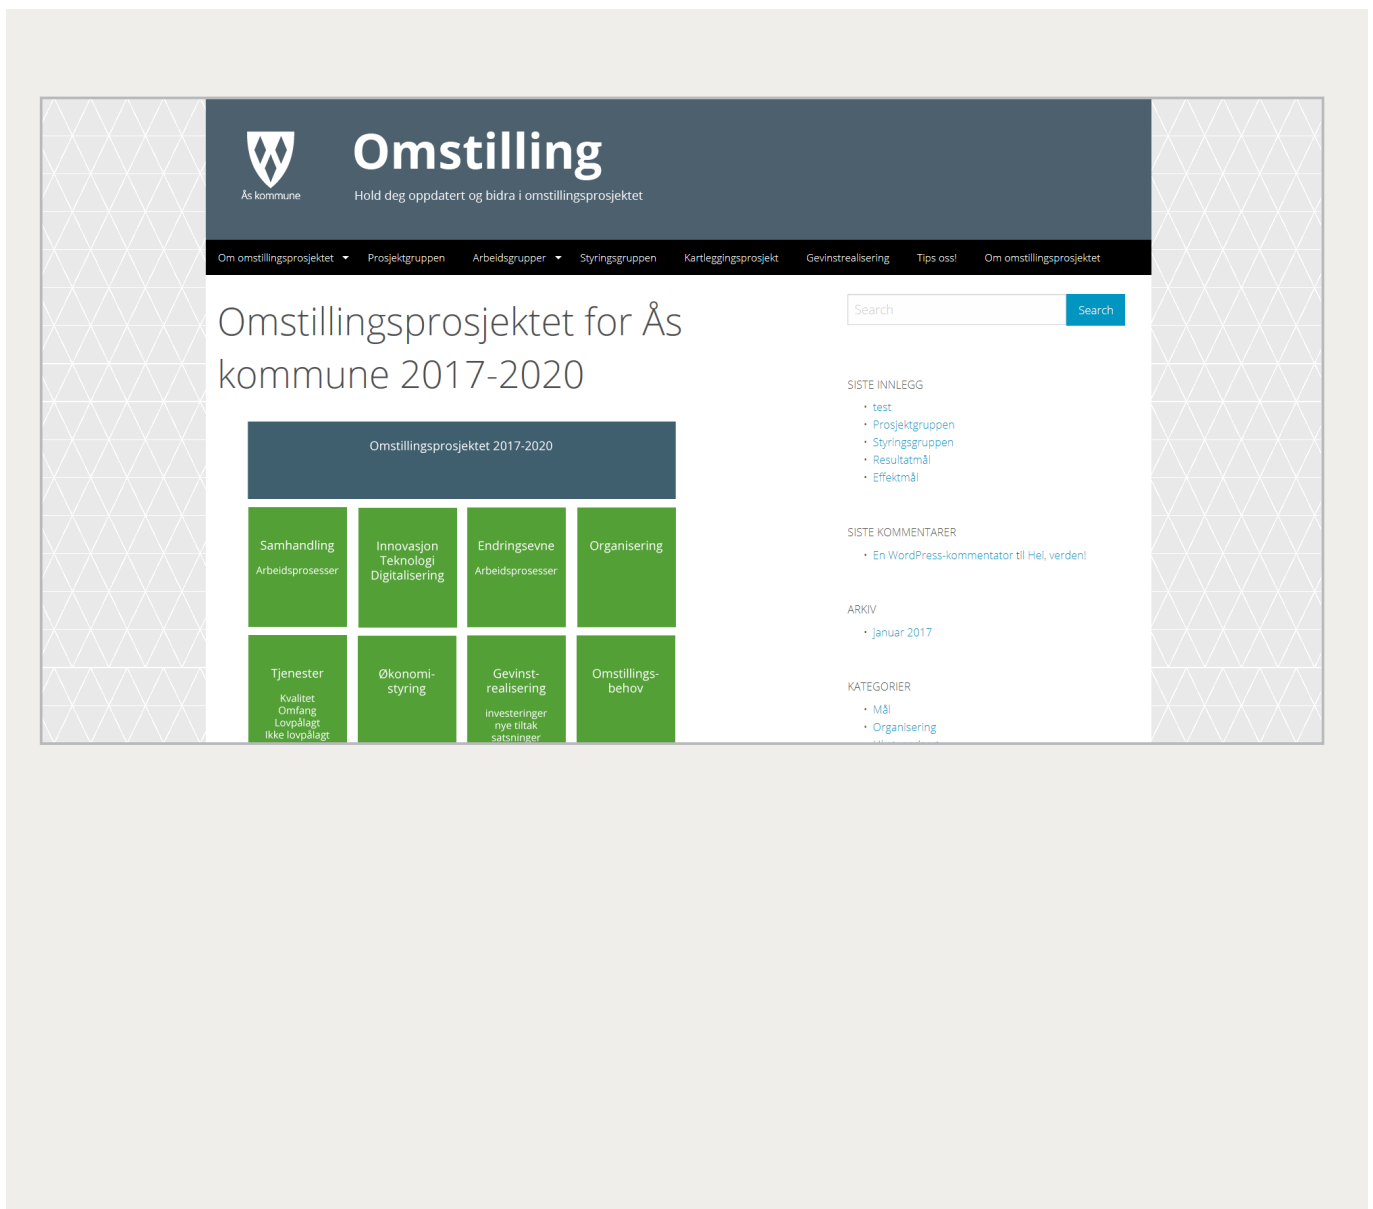 Ås kommune
Omstilling
Hold deg oppdatert og bidra i omstillingsprosjektet
Om omstillingsprosjektet Prosjektgruppen Arbeidsgrupper Styringsgruppen Kartleggingsprosjekt Gevinstrealisering Tips oss! Om omstillingsprosjektet
Omstillingsprosjektet for Ås
kommune 2017-2020
Omstillingsprosjektet 2017-2020
Samhandling
Arbeidsprosesser
Innovasjon
Teknologi
Digitalisering
Endringsevne
Arbeidsprosesser
Organisering
Tjenester
Kvalitet
Omfang
Lovpålagt
Ikke lovpålagt
Økonomi-
styring
Gevinst-
realisering
investeringer
nye tiltak
satsninger
Omstillings-
behov
Search Search
SISTE INNLEGG
• test
• Prosjektgruppen
• Styringsgruppen
• Resultatmål
• Effektmål
SISTE KOMMENTARER
• En WordPress-kommentator til Hei, verden!
ARKIV
• januar 2017
KATEGORIER
• Mål
• Organisering